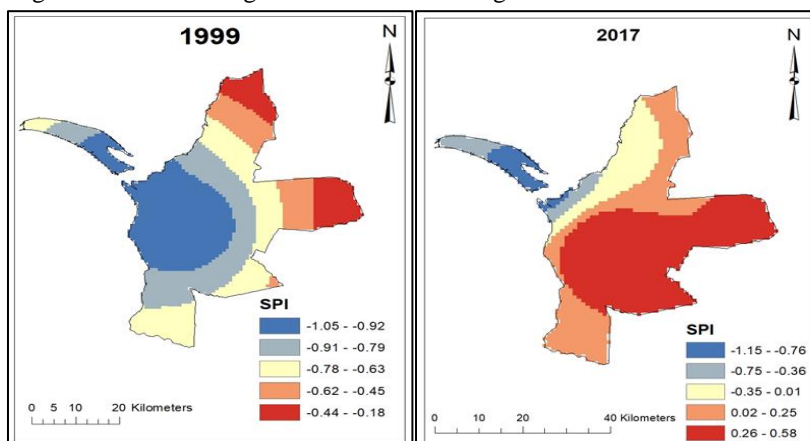 1999
N
SPI
-1.05 - -0.92
-0.91 - -0.79
-0.78 - -0.63
-0.62 - -0.45
-0.44 - -0.18
0 5 10 20 Kilometers
2017
N
SPI
-1.15 - -0.76
-0.75 - -0.36
-0.35 - 0.01
0.02 - 0.25
0.26 - 0.58
0 10 20 40 Kilometers